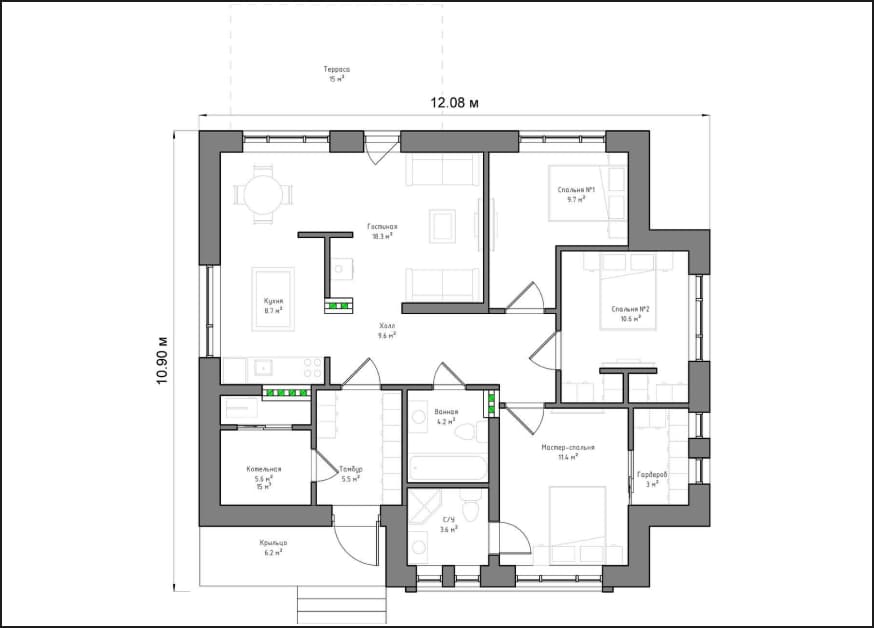 Терраса
15 м²
12.08 м
Спальня №1
9.7 м²
Гостиная
18.3 м²
Кухня
8.7 м²
Спальня №2
10.6 м²
Холл
9.6 м²
10.90 м
Ванная
4.2 м²
Мастер-спальня
11.4 м²
Котельная
5.6 м²
15 м²
Тамбур
5.5 м²
Гардероб
3 м²
С/У
3.6 м²
Крыльцо
6.2 м²